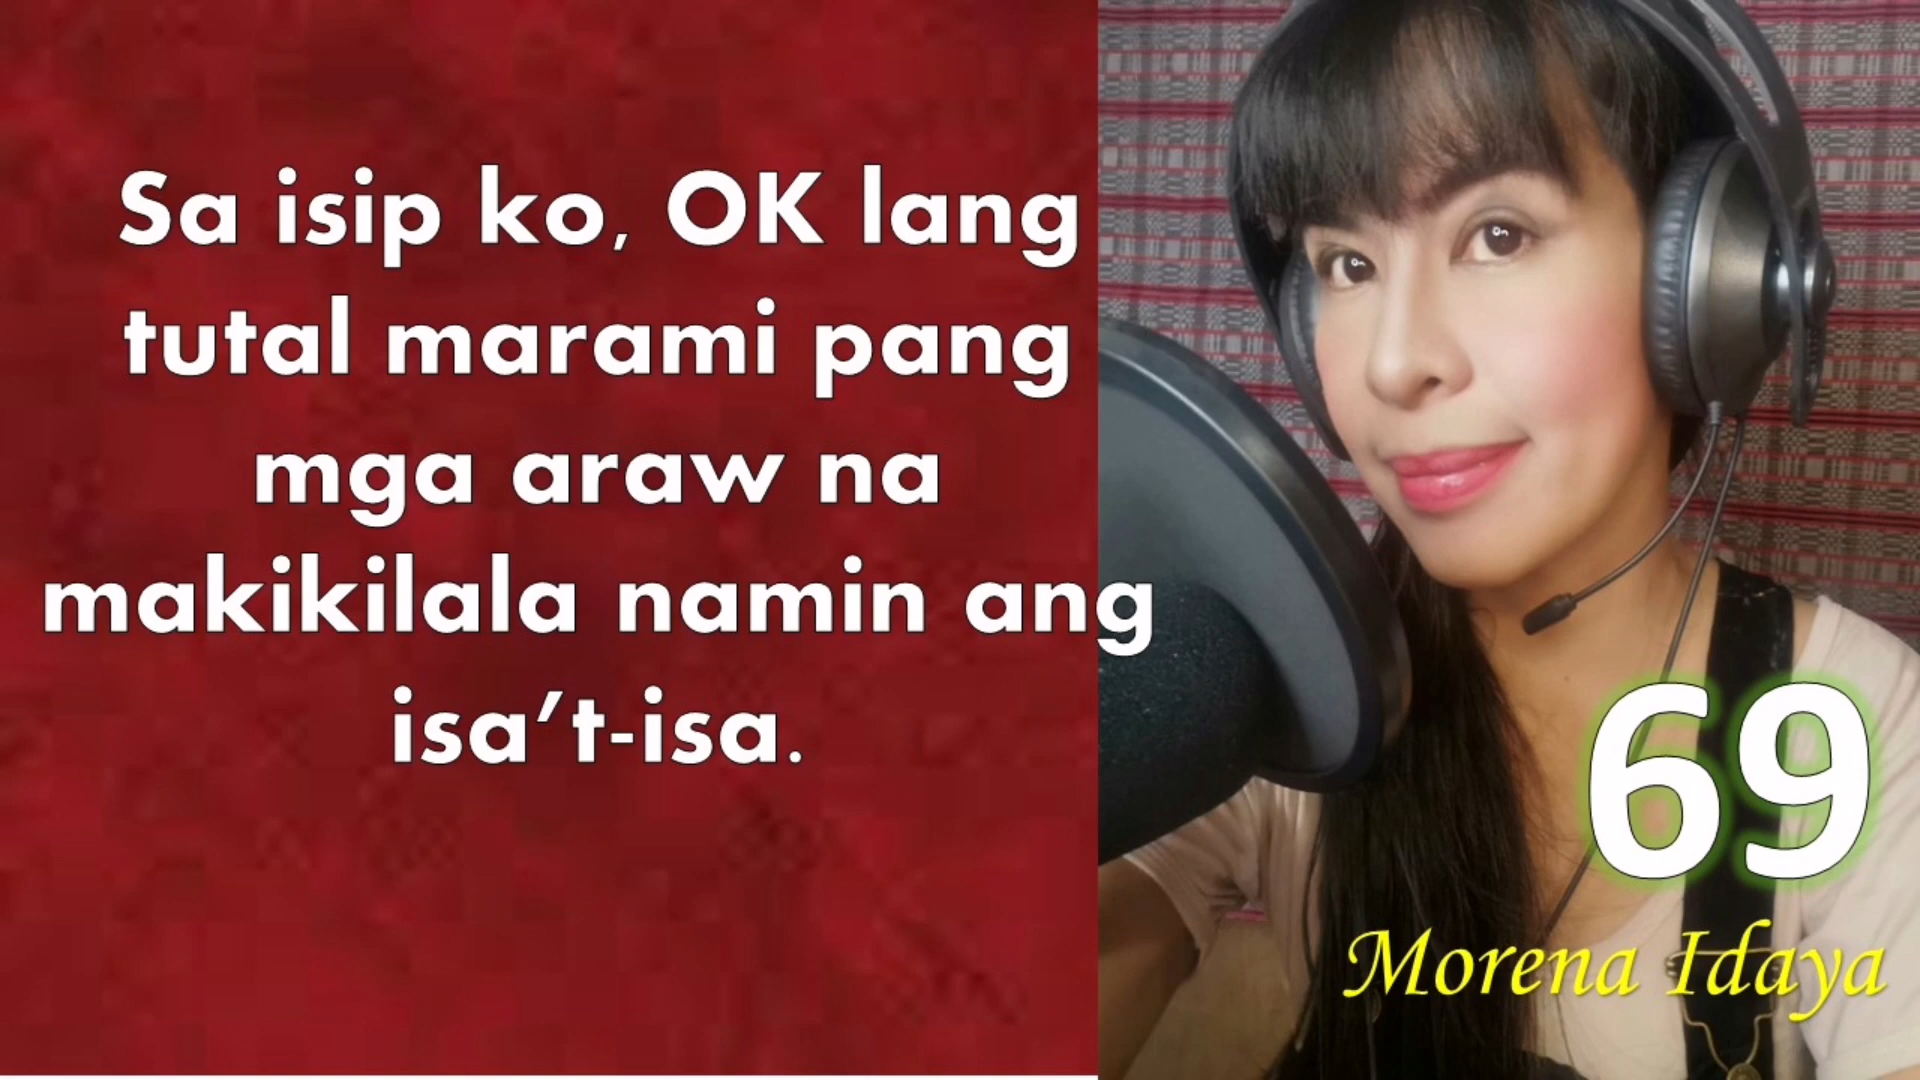 Sa isip ko, OK lang
tutal marami pang
mga araw na
makikilala namin ang
isa’t-isa.
69
Morena Idaya